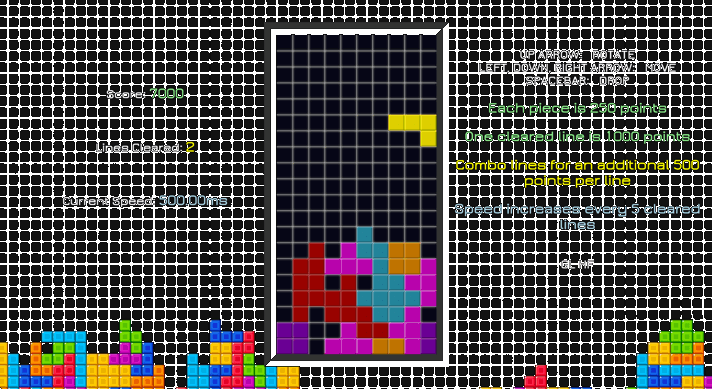 Score: 7000
Lines Cleared: 2
Current Speed: 500.00ms
UP ARROW: ROTATE
LEFT, DOWN, RIGHT ARROW: MOVE
SPACEBAR: DROP
Each piece is 250 points
One cleared line is 1000 points
Combo lines for an additional 500
points per line
Speed increases every 5 cleared
lines